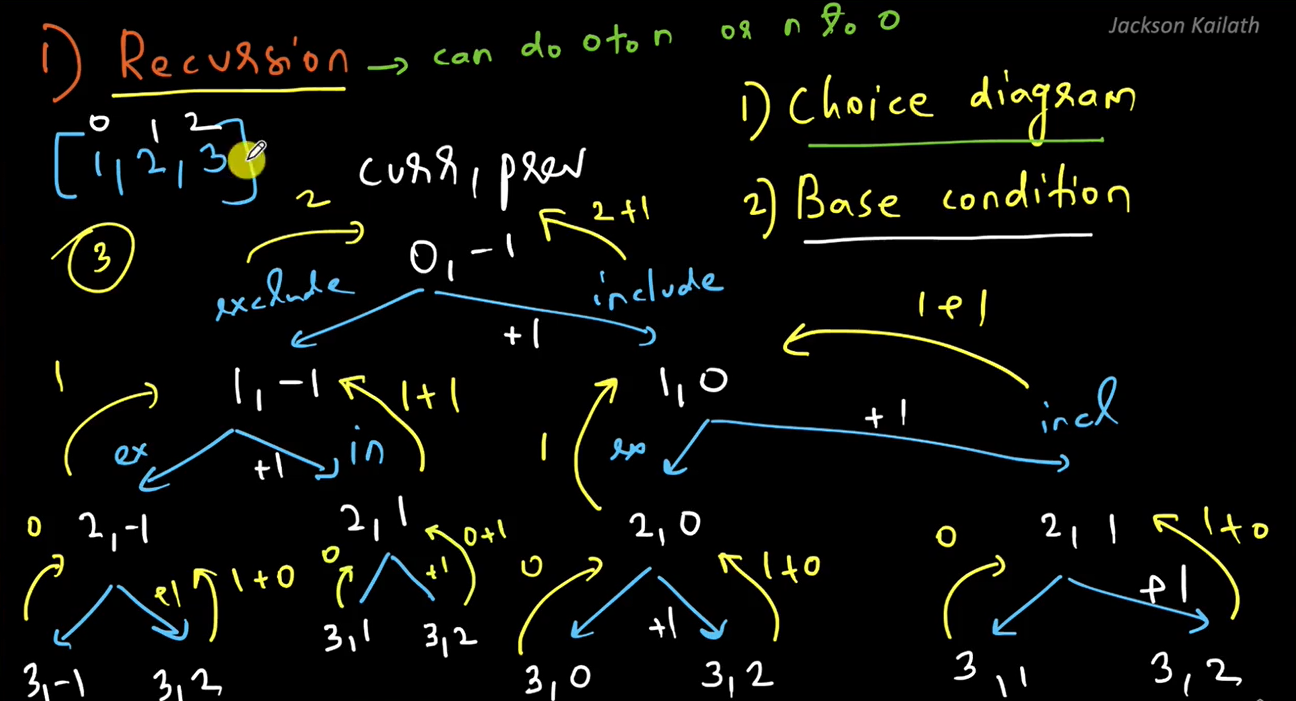 Jackson Kailath
1) Recursion → can do 0 to n or n to 0
1) Choice diagram
2) Base condition
0 1 2
[1, 2, 3]
curr, prev
3
2
2+1
0, -1
exclude
include
+1
1+1
1
1, -1
1+1
1, 0
+1
incl
ex
+1
in
1
ex
0
2, -1
2, 1
0+1
2, 0
0
2, 1
1+0
+1
1+0
0
+1
0
+1
1+0
+1
3, -1
3, 2
3, 1
3, 2
3, 0
3, 2
3, 1
3, 2